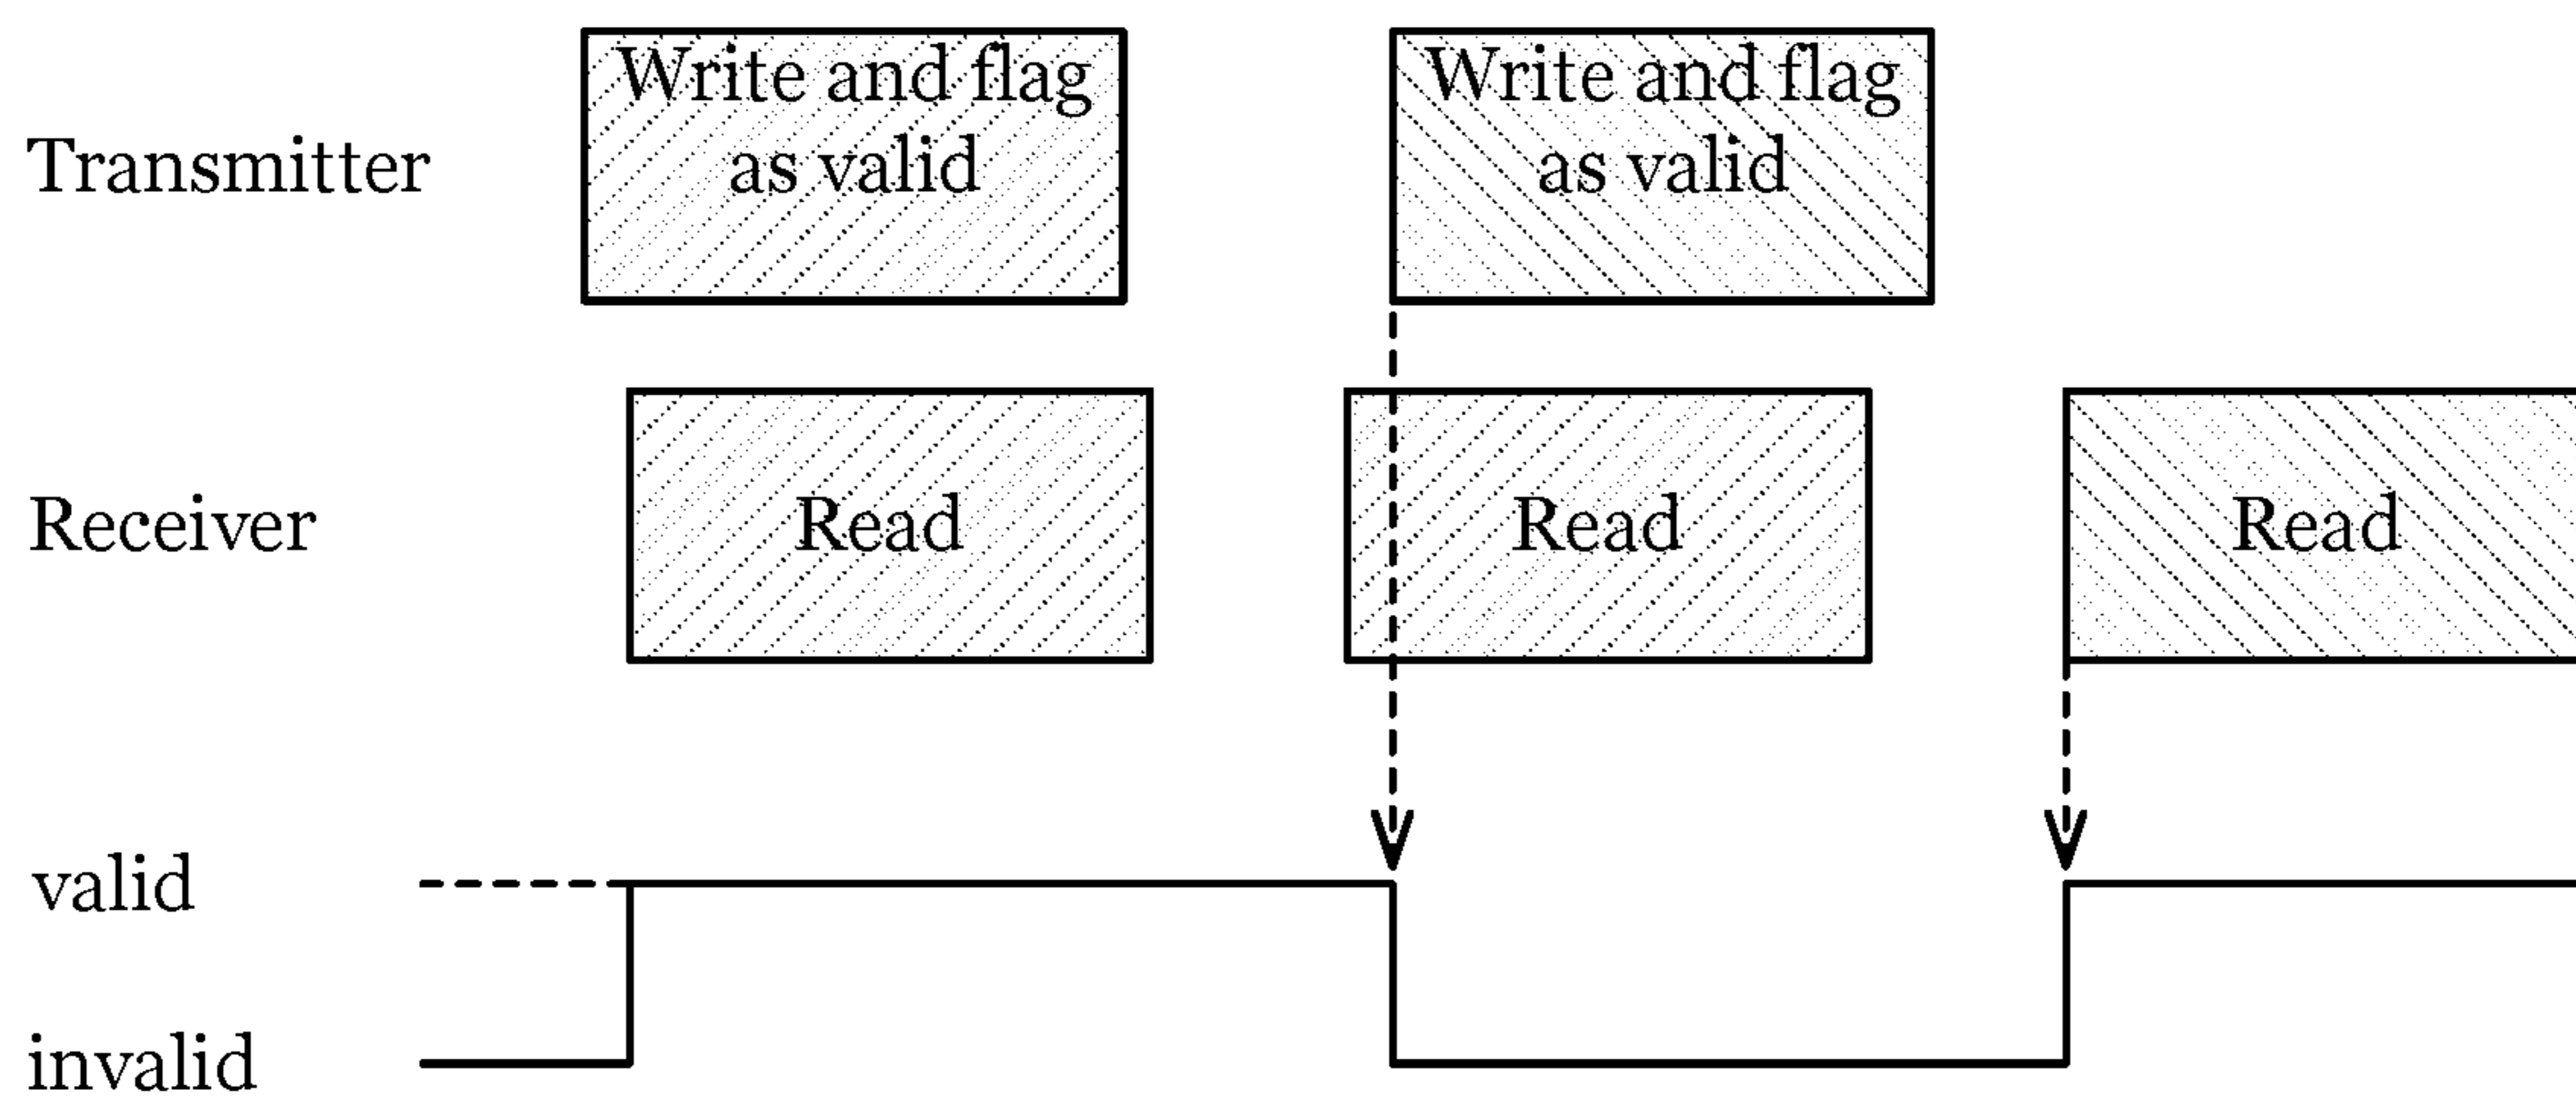 Write and flag
as valid
Write and flag
as valid
Transmitter
Receiver
Read
Read
Read
valid
invalid